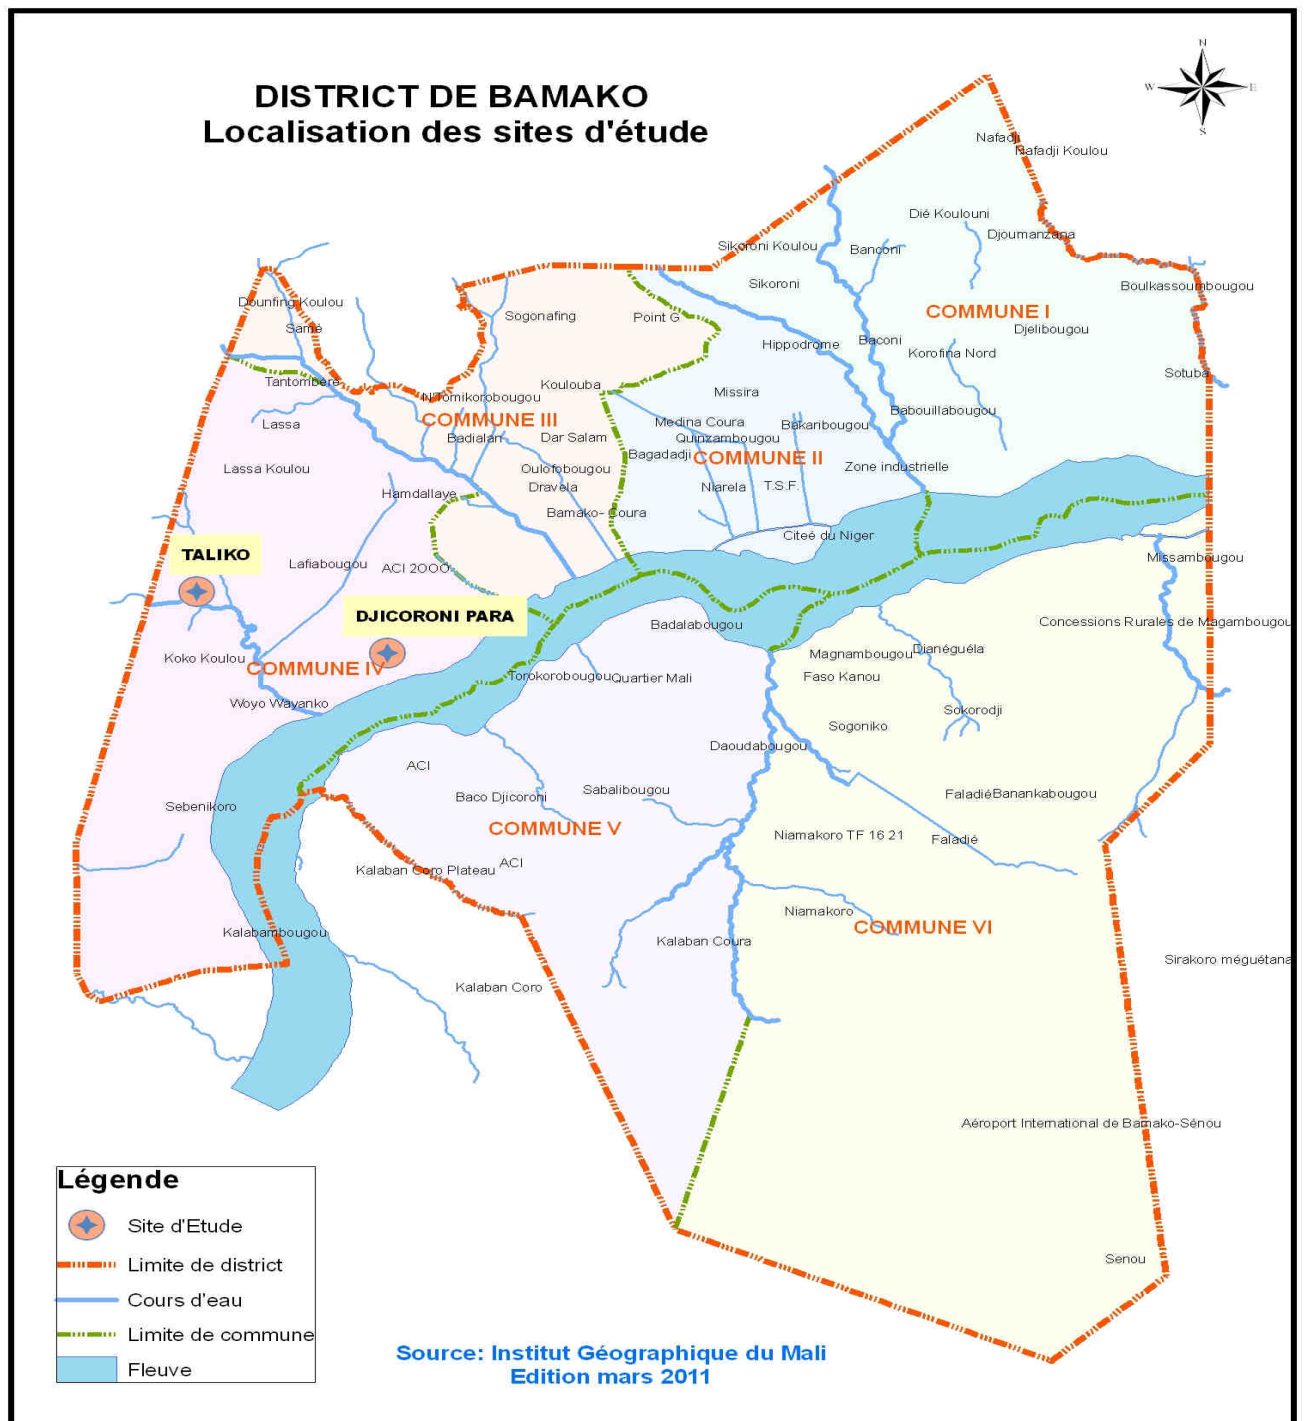 N
W
E
S
DISTRICT DE BAMAKO
Localisation des sites d'étude
Nafadji
Nafadji Koulou
Dié Koulouni
Djoumanzana
Sikoroni Koulou
Banconi
Sikoroni
Boulkassoumbougou
Dounfing Koulou
Samé
Sogonafing
Point G
COMMUNE I
Djelibougou
Hippodrome
Baconi
Korofina Nord
Sotuba
Tantombéré
Koulouba
Missira
N'Tomikorobougou
COMMUNE III
Babouillabougou
Lassa
Medina Coura
Bakaribougou
Badialan
Dar Salam
Quinzambougou
Bagadadji
COMMUNE II
Lassa Koulou
Oulofobougou
Zone industrielle
Hamdallaye
Dravela
Niarela
T.S.F.
Bamako- Coura
Citeê du Niger
TALIKO
Lafiabougou
ACI 2000
Missambougou
DJICORONI PARA
Badalabougou
Concessions Rurales de Magambougou
Koko Koulou
COMMUNE IV
Magnambougou
Dianéguéla
Torokorobougou
Quartier Mali
Faso Kanou
Woyo Wayanko
Sokorodji
Sogoniko
Daoudabougou
ACI
Sebenikoro
Baco Djicoroni
Sabalibougou
Faladié
Banankabougou
COMMUNE V
Niamakoro TF 16 21
Faladié
Kalaban Coro Plateau
ACI
Niamakoro
COMMUNE VI
Kalabambougou
Kalaban Coura
Sirakoro méguétana
Kalaban Coro
Aéroport International de Bamako-Sénou
Sénou
Légende
Site d'Etude
Limite de district
Cours d'eau
Limite de commune
Fleuve
Source: Institut Géographique du Mali
Edition mars 2011